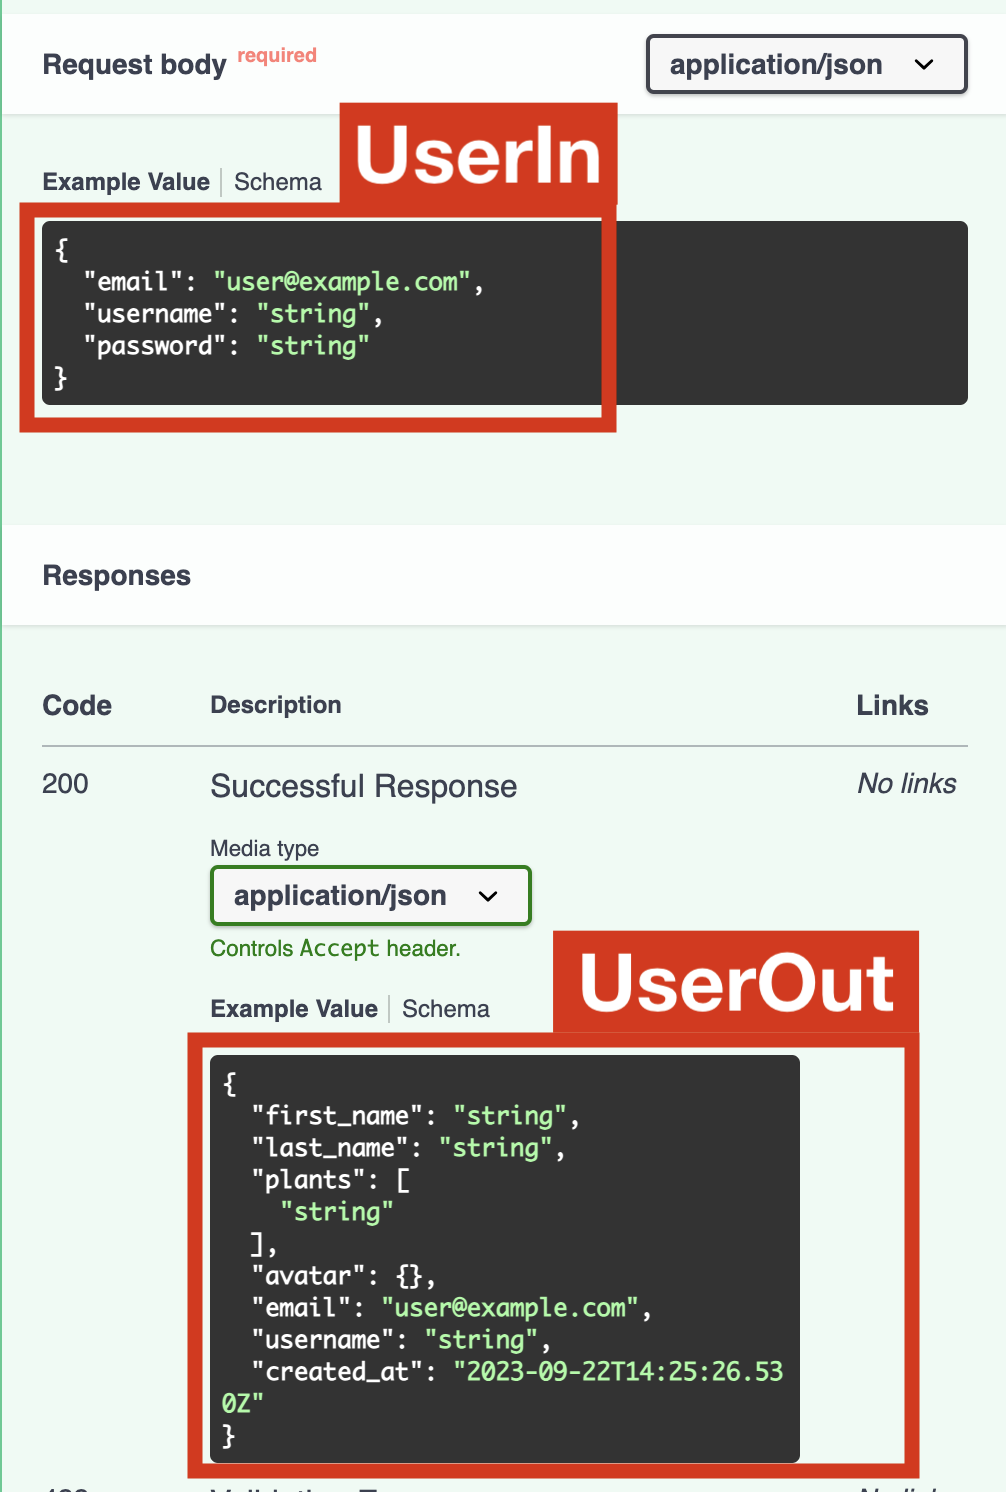 Request body required
application/json
UserIn
Example Value
Schema
{
"email": "user@example.com",
"username": "string",
"password": "string"
}
Responses
Code
Description
Links
200
Successful Response
No links
Media type
application/json
Controls Accept header.
UserOut
Example Value
Schema
{
"first_name": "string",
"last_name": "string",
"plants": [
"string"
],
"avatar": {},
"email": "user@example.com",
"username": "string",
"created_at": "2023-09-22T14:25:26.53
0Z"
}